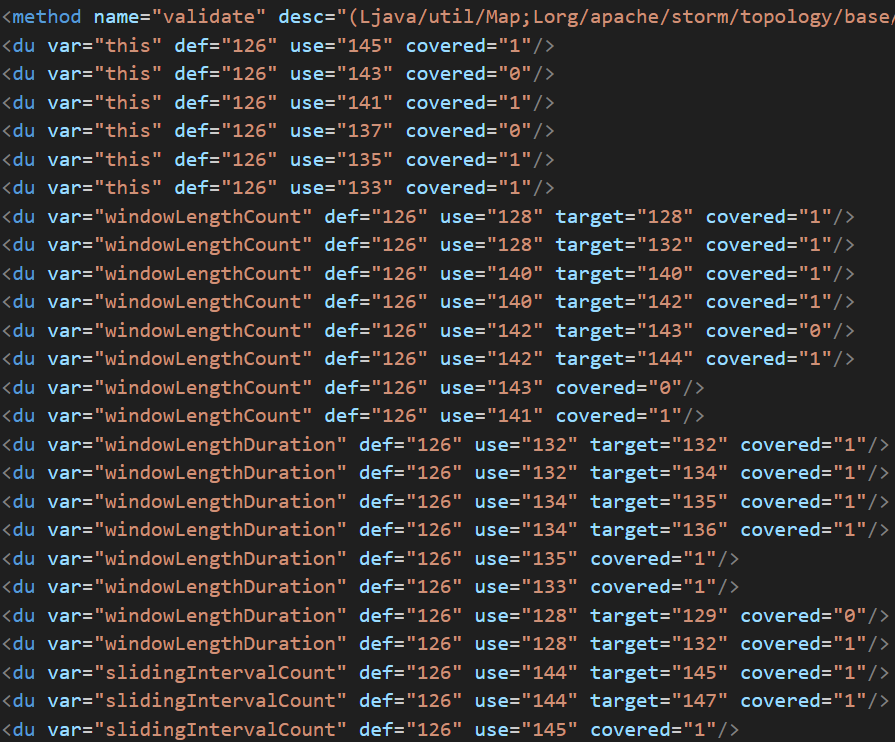 <method name="validate" desc="(Ljava/util/Map;Lorg/apache/storm/topology/base/
<du var="this" def="126" use="145" covered="1"/>
<du var="this" def="126" use="143" covered="0"/>
<du var="this" def="126" use="141" covered="1"/>
<du var="this" def="126" use="137" covered="0"/>
<du var="this" def="126" use="135" covered="1"/>
<du var="this" def="126" use="133" covered="1"/>
<du var="windowLengthCount" def="126" use="128" target="128" covered="1"/>
<du var="windowLengthCount" def="126" use="128" target="132" covered="1"/>
<du var="windowLengthCount" def="126" use="140" target="140" covered="1"/>
<du var="windowLengthCount" def="126" use="140" target="142" covered="1"/>
<du var="windowLengthCount" def="126" use="142" target="143" covered="0"/>
<du var="windowLengthCount" def="126" use="142" target="144" covered="1"/>
<du var="windowLengthCount" def="126" use="143" covered="0"/>
<du var="windowLengthCount" def="126" use="141" covered="1"/>
<du var="windowLengthDuration" def="126" use="132" target="132" covered="1"/>
<du var="windowLengthDuration" def="126" use="132" target="134" covered="1"/>
<du var="windowLengthDuration" def="126" use="134" target="135" covered="1"/>
<du var="windowLengthDuration" def="126" use="134" target="136" covered="1"/>
<du var="windowLengthDuration" def="126" use="135" covered="1"/>
<du var="windowLengthDuration" def="126" use="133" covered="1"/>
<du var="windowLengthDuration" def="126" use="128" target="129" covered="0"/>
<du var="windowLengthDuration" def="126" use="128" target="132" covered="1"/>
<du var="slidingIntervalCount" def="126" use="144" target="145" covered="1"/>
<du var="slidingIntervalCount" def="126" use="144" target="147" covered="1"/>
<du var="slidingIntervalCount" def="126" use="145" covered="1"/>